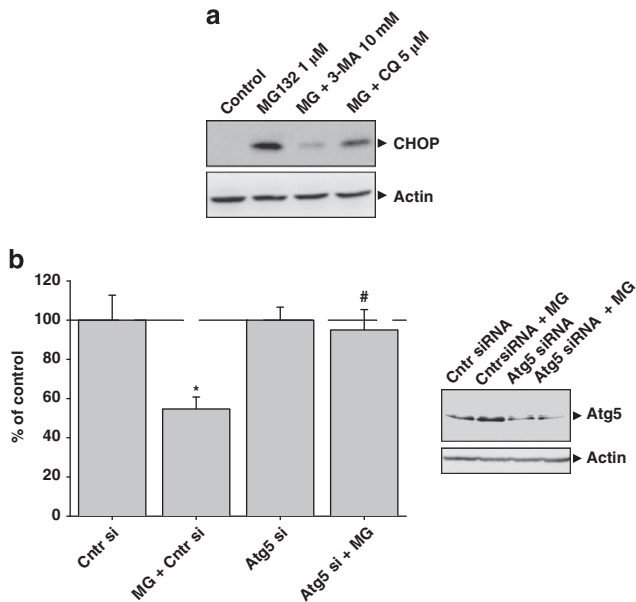 a
Control
MG132 1 μM
MG + 3-MA 10 mM
MG + CQ 5 μM
CHOP
Actin
b
120
100
80
60
40
20
0
% of control
*
#
Cntr si
MG + Cntr si
Atg5 si
Atg5 si + MG
Cntr siRNA
CntrsiRNA + MG
Atg5 siRNA
Atg5 siRNA + MG
Atg5
Actin